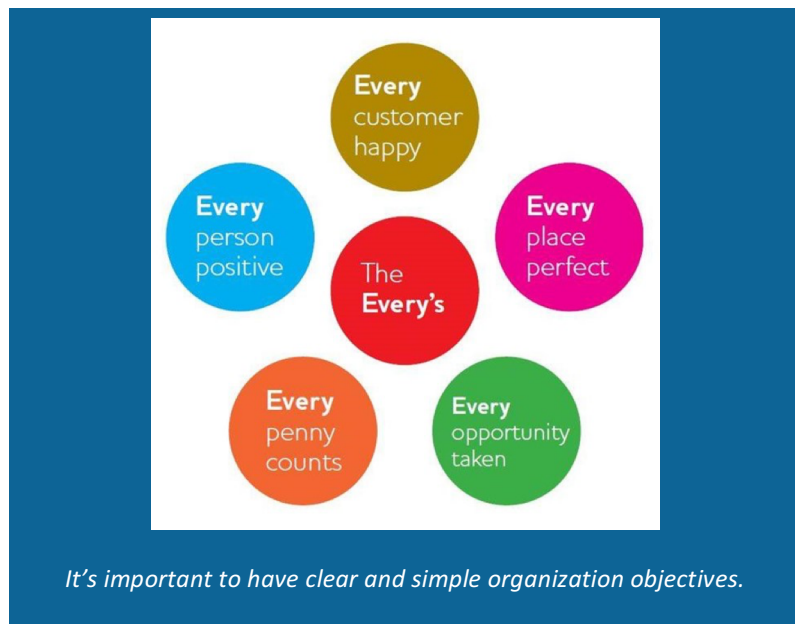 Every
customer
happy
Every
person
positive
Every
place
perfect
The
Every’s
Every
penny
counts
Every
opportunity
taken
It’s important to have clear and simple organization objectives.